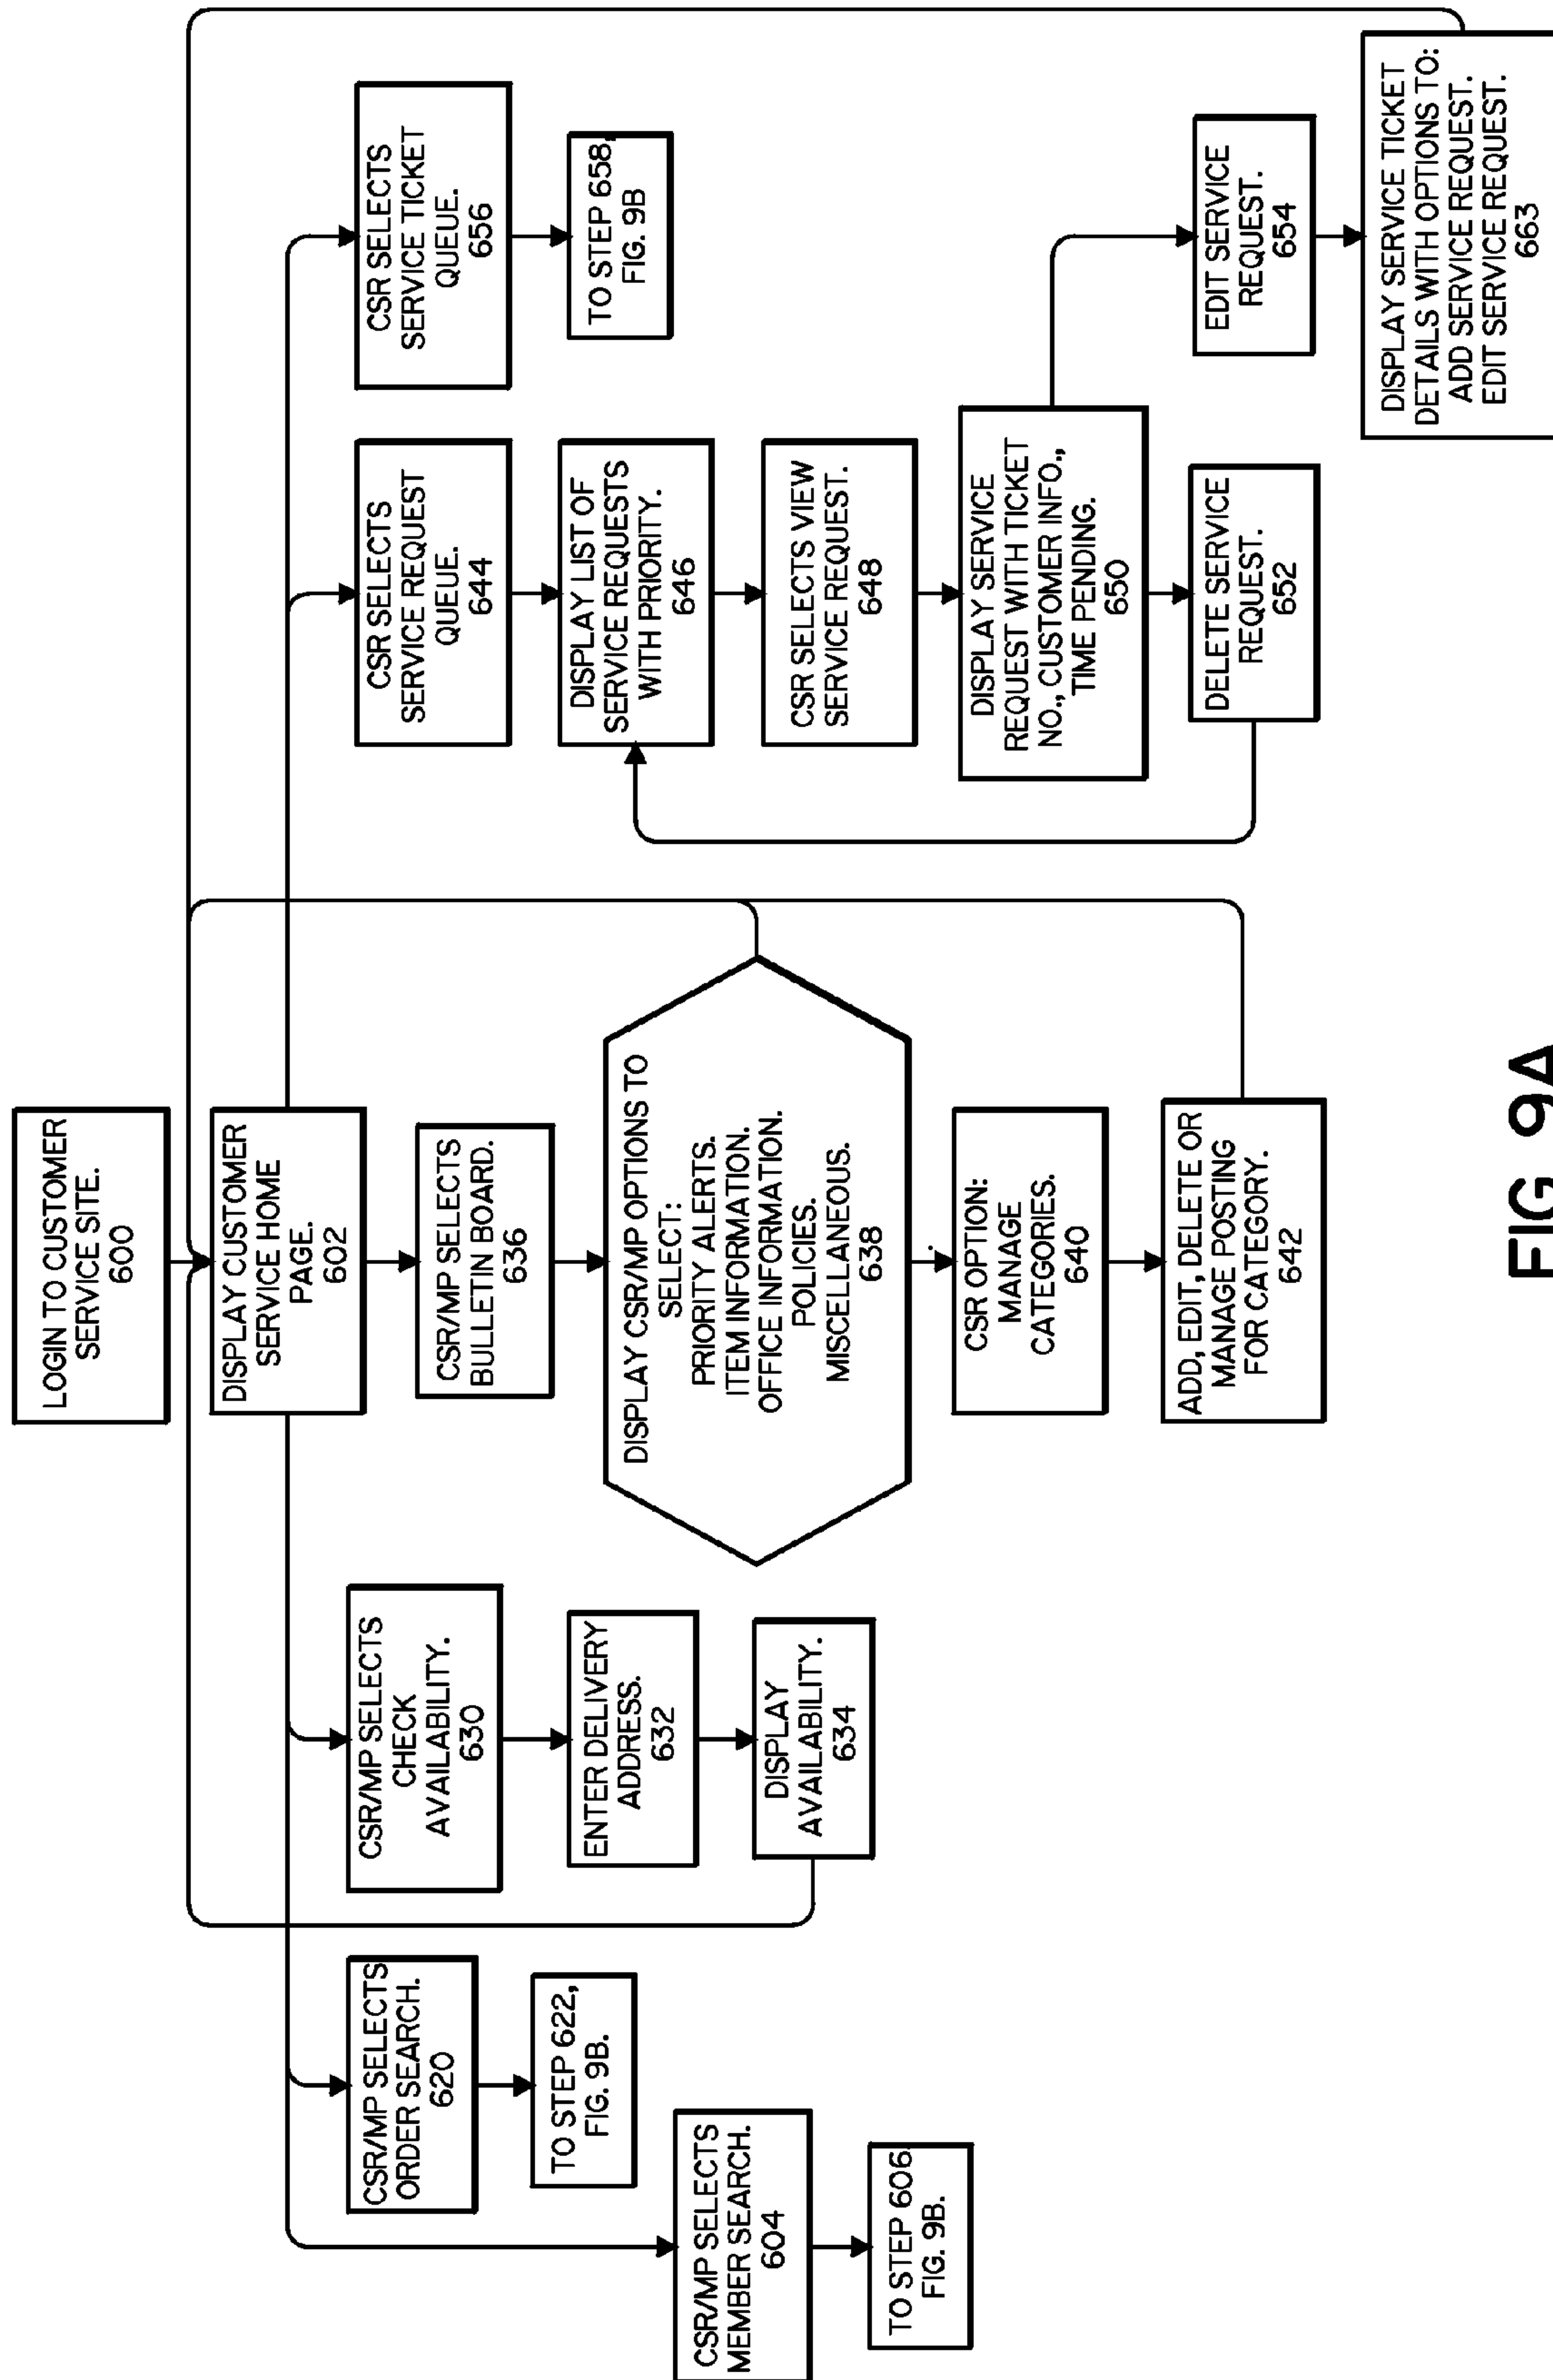 LOGIN TO CUSTOMER
SERVICE SITE.
600
DISPLAY CUSTOMER
SERVICE HOME
PAGE.
602
CSR/MP SELECTS
MEMBER SEARCH.
604
TO STEP 606
FIG. 9B.
CSR/MP SELECTS
ORDER SEARCH.
620
TO STEP 622,
FIG. 9B.
CSR/MP SELECTS
CHECK
AVAILABILITY.
630
ENTER DELIVERY
ADDRESS.
632
DISPLAY
AVAILABILITY.
634
CSR/MP SELECTS
BULLETIN BOARD.
636
DISPLAY CSR/MP OPTIONS TO
SELECT:
PRIORITY ALERTS.
ITEM INFORMATION.
OFFICE INFORMATION.
POLICIES.
MISCELLANEOUS.
638
CSR OPTION:
MANAGE
CATEGORIES.
640
ADD, EDIT, DELETE OR
MANAGE POSTING
FOR CATEGORY.
642
CSR SELECTS
SERVICE REQUEST
QUEUE.
644
DISPLAY LIST OF
SERVICE REQUESTS
WITH PRIORITY.
646
CSR SELECTS VIEW
SERVICE REQUEST.
648
DISPLAY SERVICE
REQUEST WITH TICKET
NO., CUSTOMER INFO.,
TIME PENDING.
650
DELETE SERVICE
REQUEST.
652
CSR SELECTS
SERVICE TICKET
QUEUE.
656
TO STEP 658,
FIG. 9B
EDIT SERVICE
REQUEST.
654
DISPLAY SERVICE TICKET
DETAILS WITH OPTIONS TO:
ADD SERVICE REQUEST.
EDIT SERVICE REQUEST.
663
FIG 9A